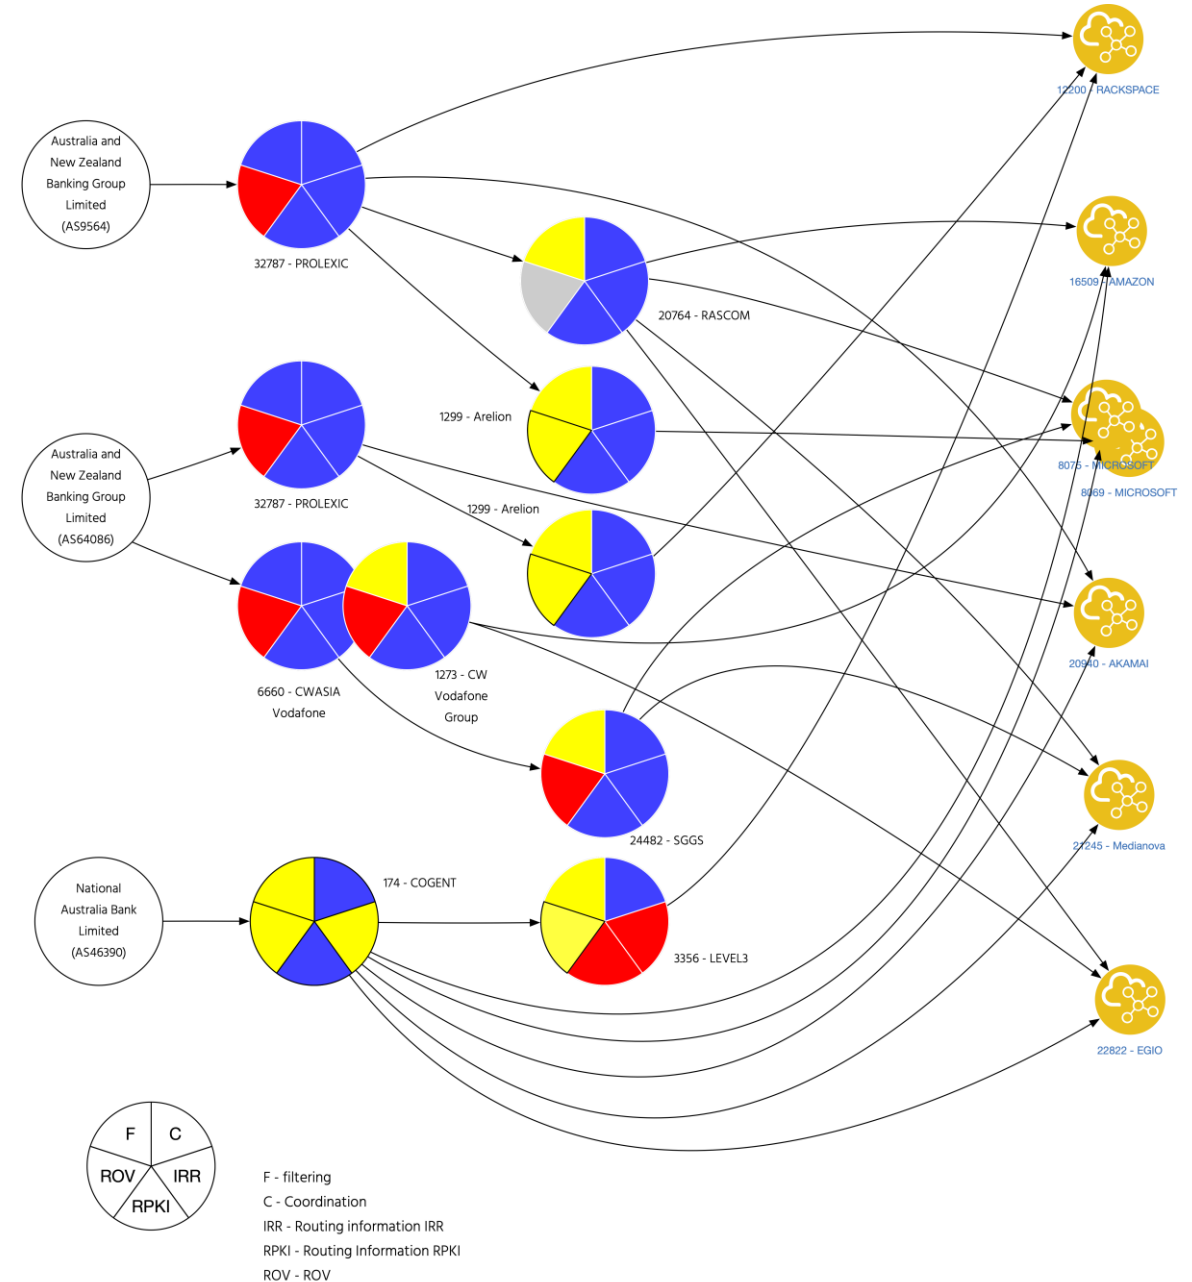 12200 - RACKSPACE
Australia and
New Zealand
Banking Group
Limited
(AS9564)
32787 - PROLEXIC
20764 - RASCOM
16509 - AMAZON
1299 - Arelion
Australia and
New Zealand
Banking Group
Limited
(AS64086)
32787 - PROLEXIC
1299 - Arelion
8075 - MICROSOFT
8069 - MICROSOFT
6660 - CWASIA
Vodafone
1273 - CW
Vodafone
Group
20940 - AKAMAI
24482 - SGGS
21245 - Medianova
National
Australia Bank
Limited
(AS46390)
174 - COGENT
3356 - LEVEL3
22822 - EGIO
F
C
ROV
IRR
RPKI
F - filtering
C - Coordination
IRR - Routing information IRR
RPKI - Routing Information RPKI
ROV - ROV